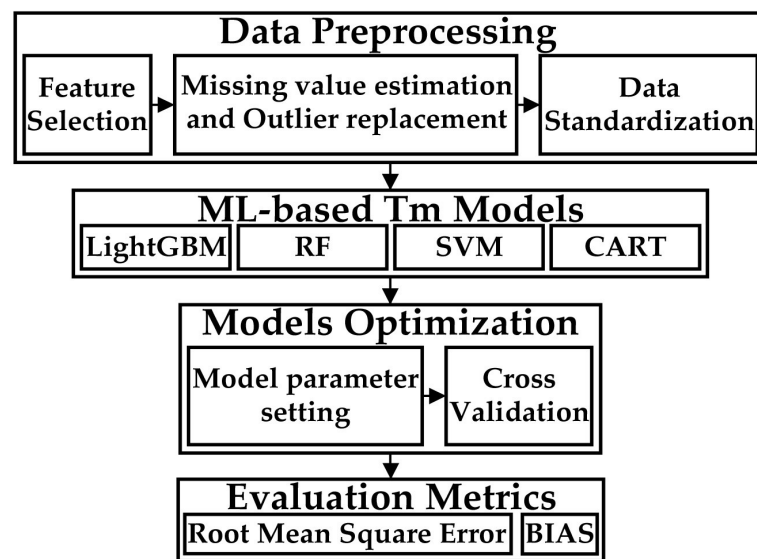 Data Preprocessing
Feature
Selection
Missing value estimation
and Outlier replacement
Data
Standardization
ML-based Tm Models
LightGBM
RF
SVM
CART
Models Optimization
Model parameter
setting
Cross
Validation
Evaluation Metrics
Root Mean Square Error
BIAS